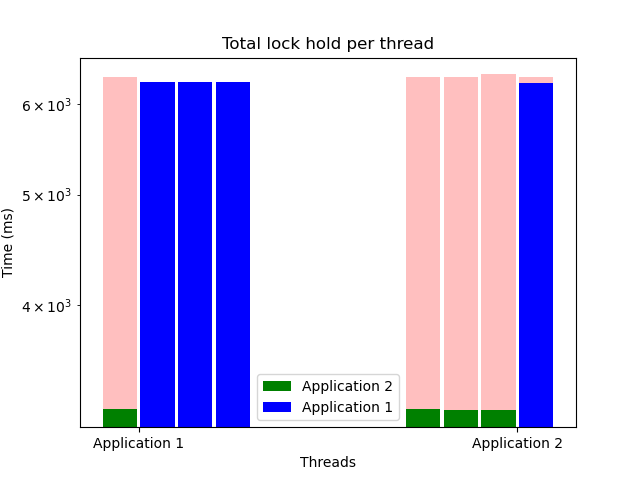 Total lock hold per thread
6 × 10³
5 × 10³
4 × 10³
Time (ms)
Application 2
Application 1
Application 1
Application 2
Threads